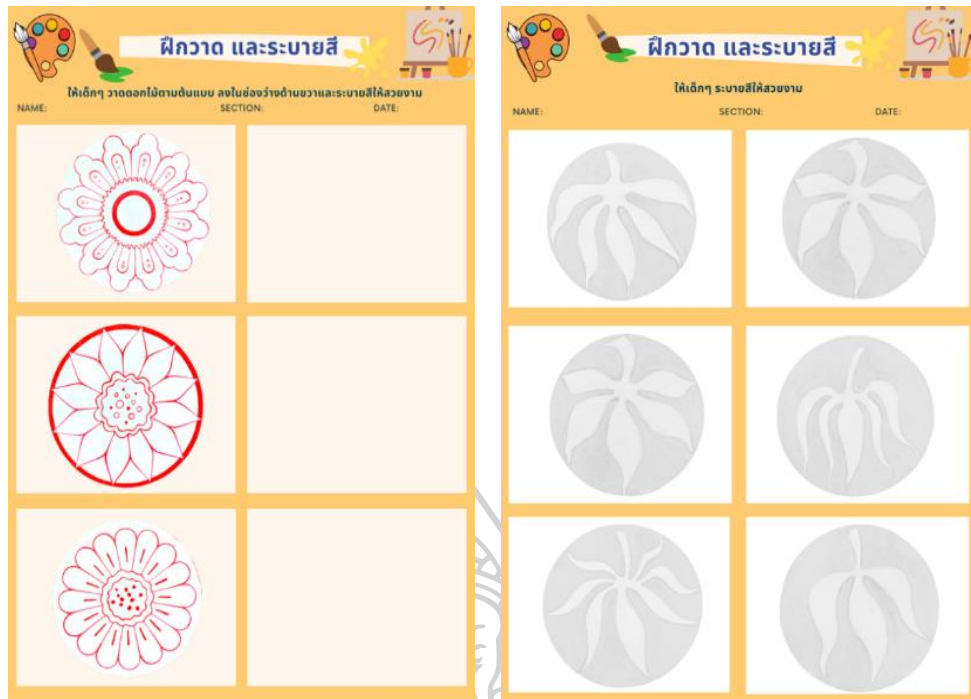 ฝึกวาด และระบายสี
ให้เด็กๆ วาดดอกไม้ตามต้นแบบ ลงในช่องว่างด้านขวาและระบายสีให้สวยงาม
NAME: SECTION: DATE:
ฝึกวาด และระบายสี
ให้เด็กๆ ระบายสีให้สวยงาม
NAME: SECTION: DATE: